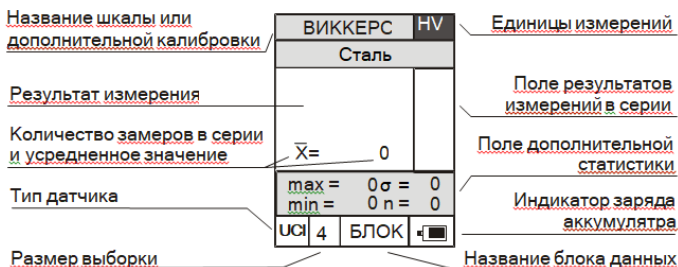 Название шкалы или
дополнительной калибровки
Результат измерения
Количество замеров в серии
и усредненное значение
Тип датчика
Размер выборки
ВИККЕРС HV
Сталь
X̅= 0
max = 0 σ = 0
min = 0 n = 0
UCI 4 БЛОК
Единицы измерений
Поле результатов
измерений в серии
Поле дополнительной
статистики
Индикатор заряда
аккумулятра
Название блока данных